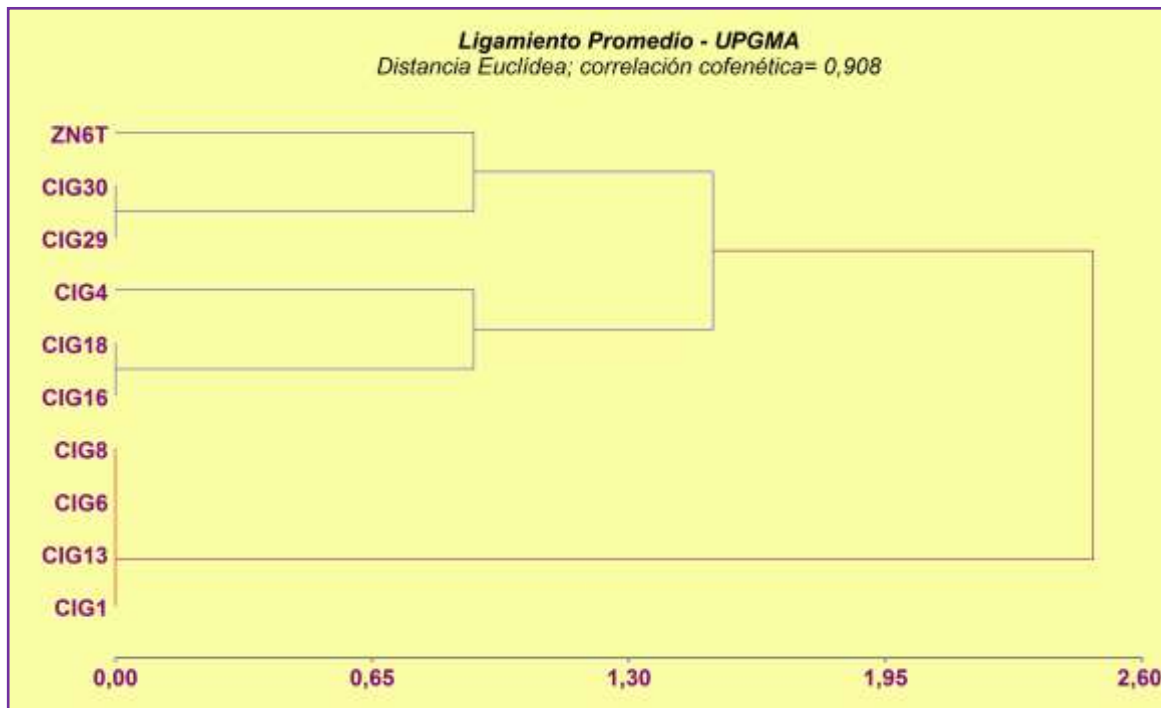 Ligamiento Promedio - UPGMA
Distancia Euclídea; correlación cofenética= 0,908
ZN6T
CIG30
CIG29
CIG4
CIG18
CIG16
CIG8
CIG6
CIG13
CIG1
0,00 0,65 1,30 1,95 2,60